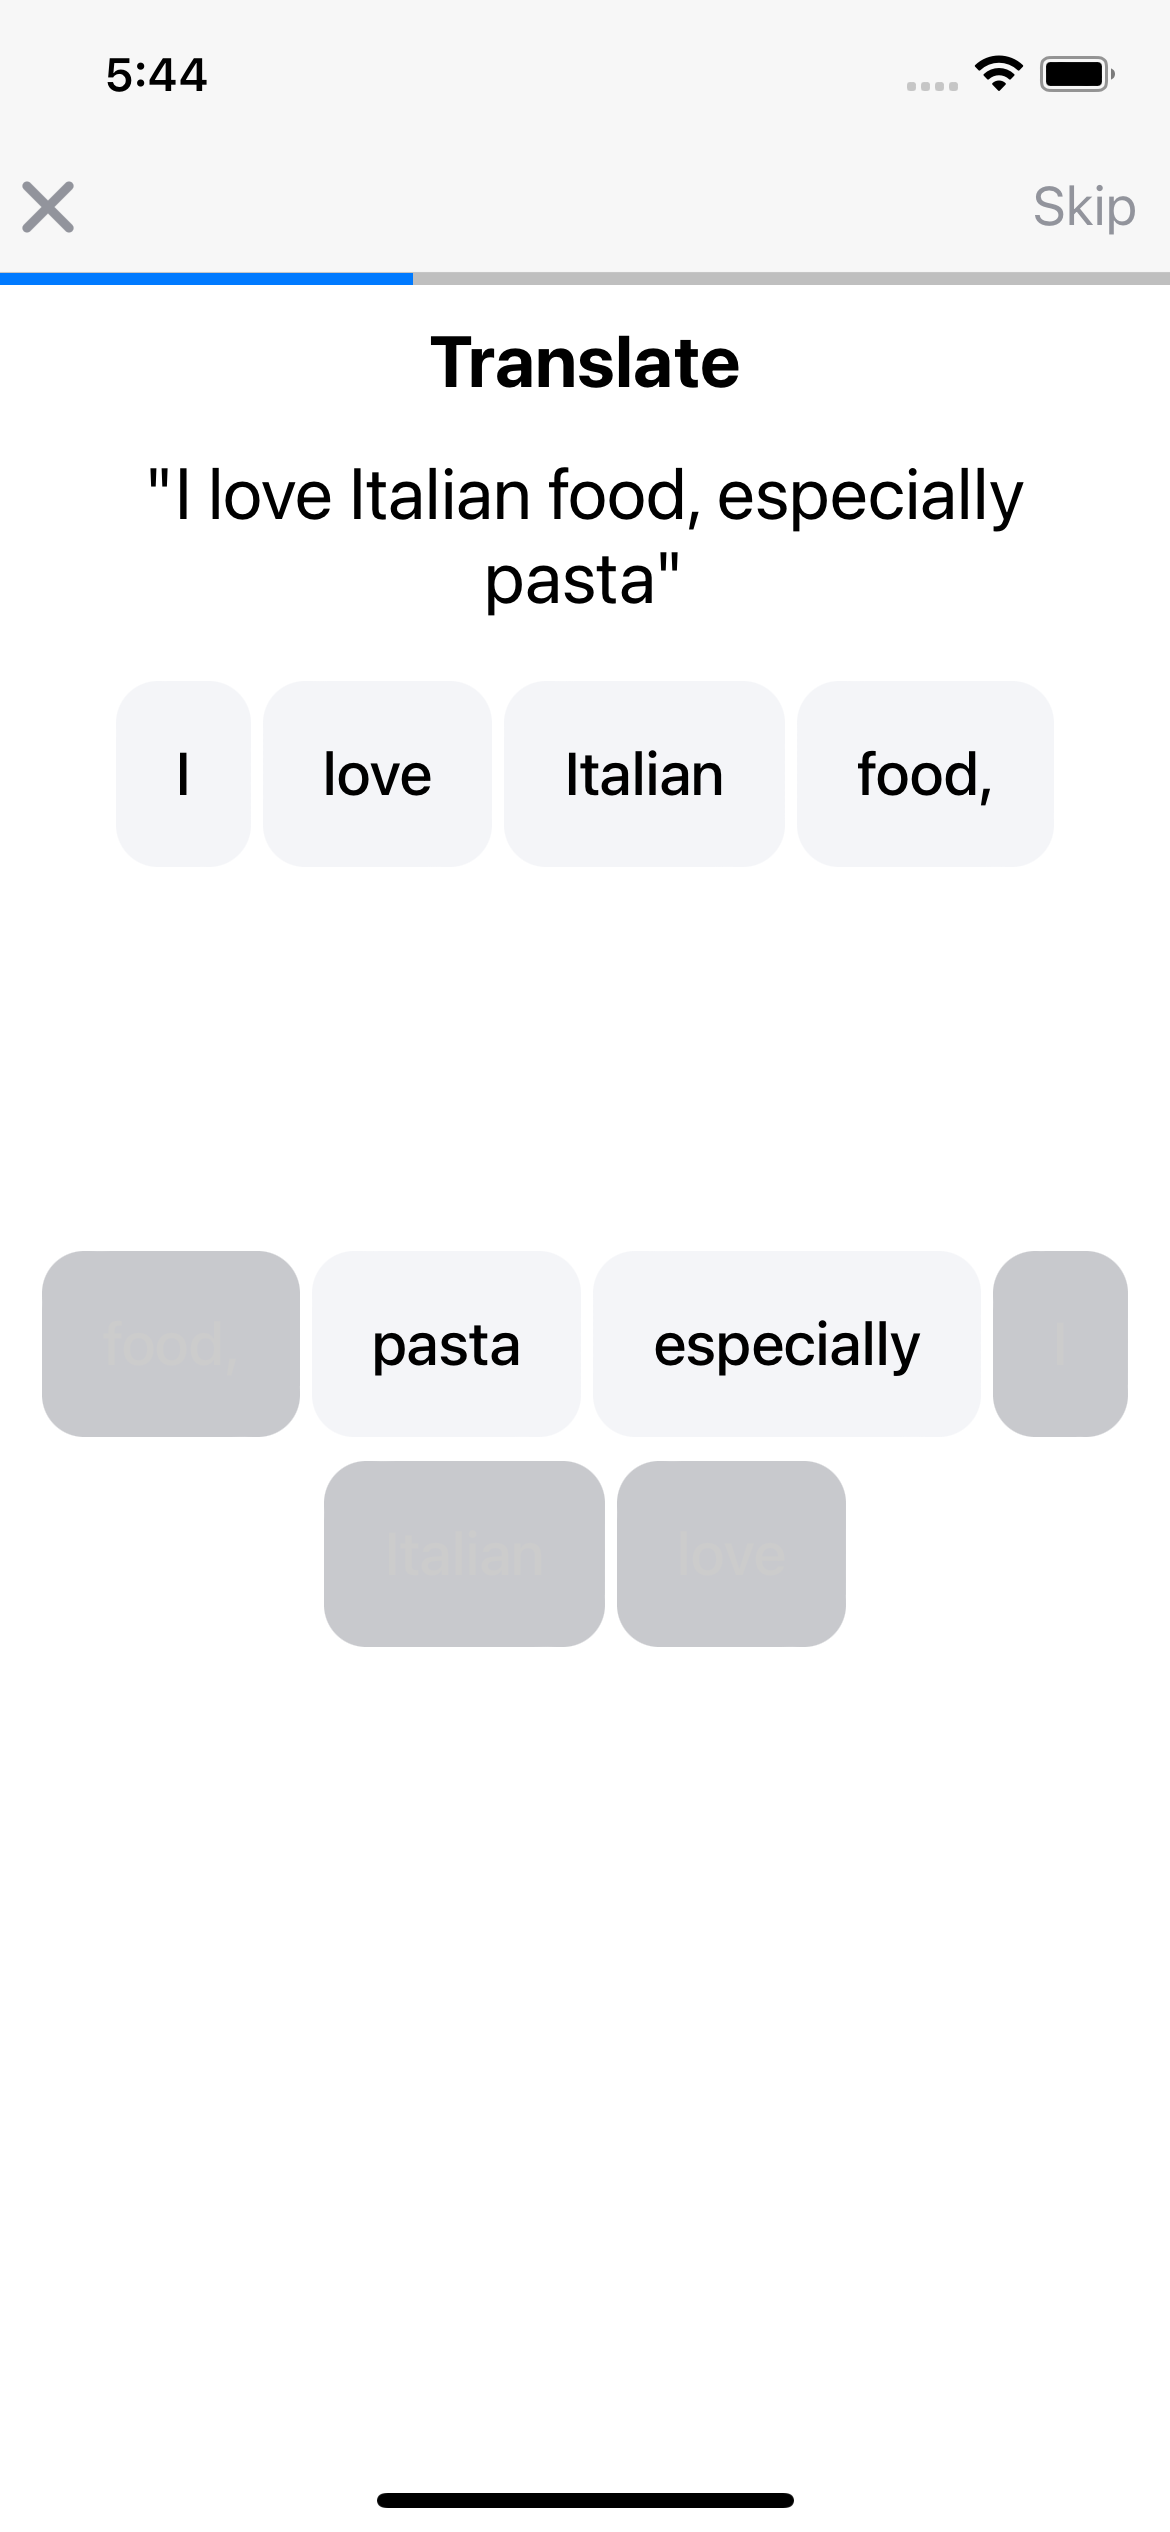 5:44
Skip
Translate
"I love Italian food, especially
pasta"
I love Italian food,
food, pasta especially I
Italian love